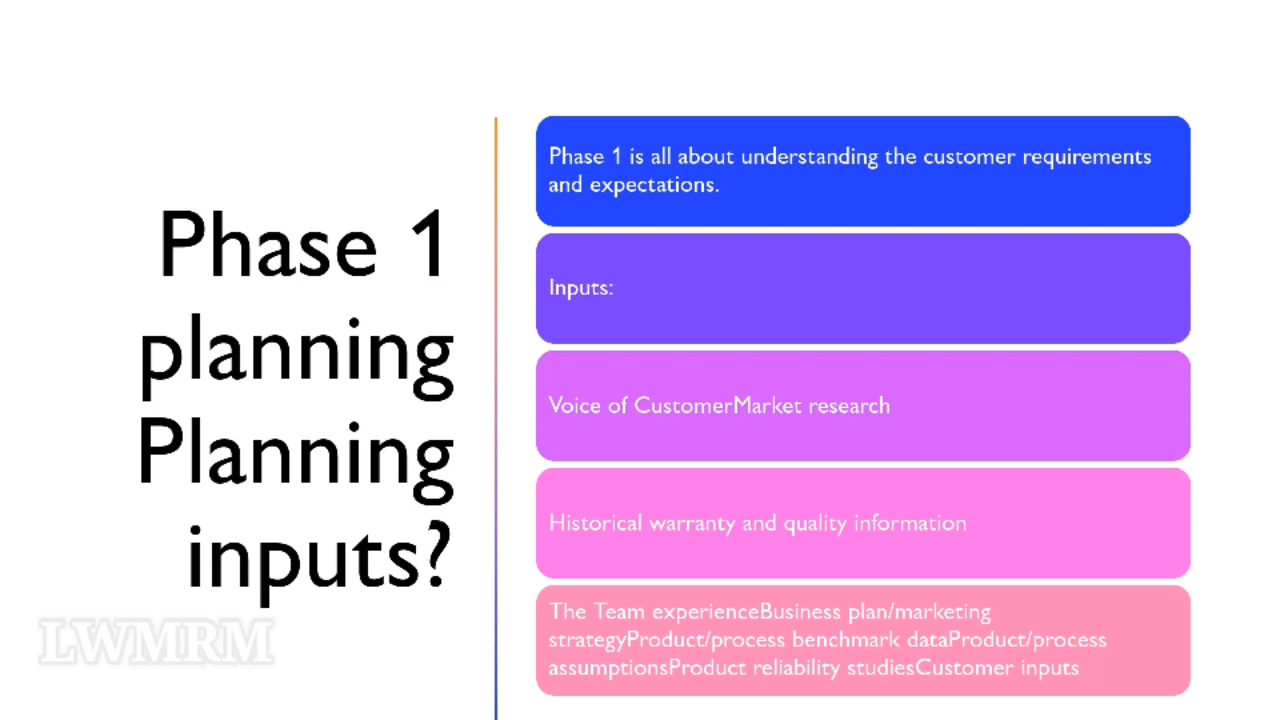 Phase 1
planning
Planning
inputs?
Phase 1 is all about understanding the customer requirements
and expectations.
Inputs:
Voice of CustomerMarket research
Historical warranty and quality information
The Team experienceBusiness plan/marketing
strategyProduct/process benchmark dataProduct/process
assumptionsProduct reliability studiesCustomer inputs
LWMRM